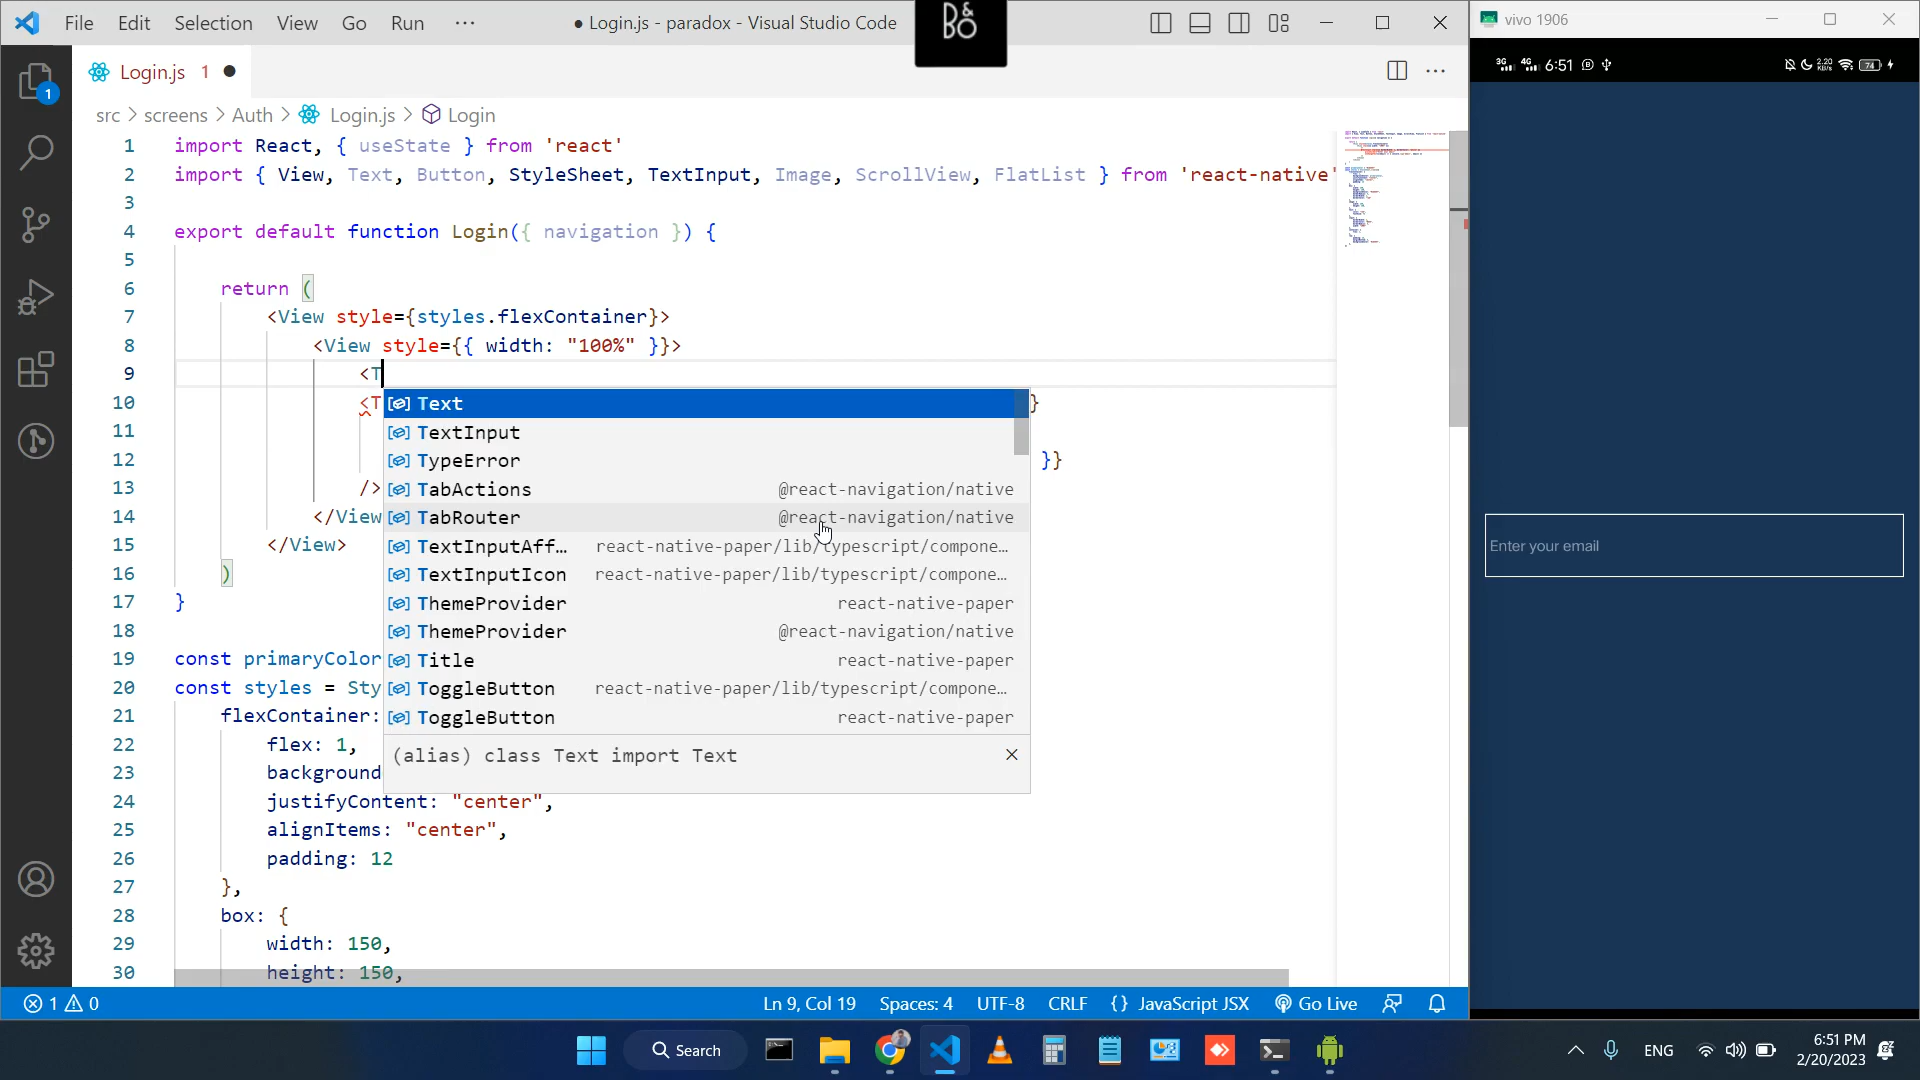 File Edit Selection View Go Run ··· ● Login.js - paradox - Visual Studio Code
B&O
vivo 1906
Login.js 1 ●
3G 4G 6:51 2.20 KB/s 74
1
src > screens > Auth > Login.js > Login
1 import React, { useState } from 'react'
2 import { View, Text, Button, StyleSheet, TextInput, Image, ScrollView, FlatList } from 'react-native'
3
4 export default function Login({ navigation }) {
5
6 return (
7 <View style={styles.flexContainer}>
8 <View style={{ width: "100%" }}>
9 <T
10 <T }
11
12 }}
13 />
14 </View
15 </View>
16 )
17 }
18
19 const primaryColor
20 const styles = Sty
21 flexContainer:
22 flex: 1,
23 background
24 justifyContent: "center",
25 alignItems: "center",
26 padding: 12
27 },
28 box: {
29 width: 150,
30 height: 150,
Text
TextInput
TypeError
TabActions @react-navigation/native
TabRouter @react-navigation/native
TextInputAff… react-native-paper/lib/typescript/compone…
TextInputIcon react-native-paper/lib/typescript/compone…
ThemeProvider react-native-paper
ThemeProvider @react-navigation/native
Title react-native-paper
ToggleButton react-native-paper/lib/typescript/compone…
ToggleButton react-native-paper
(alias) class Text import Text
Enter your email
1 0 Ln 9, Col 19 Spaces: 4 UTF-8 CRLF {} JavaScript JSX Go Live
Search
ENG
6:51 PM
2/20/2023